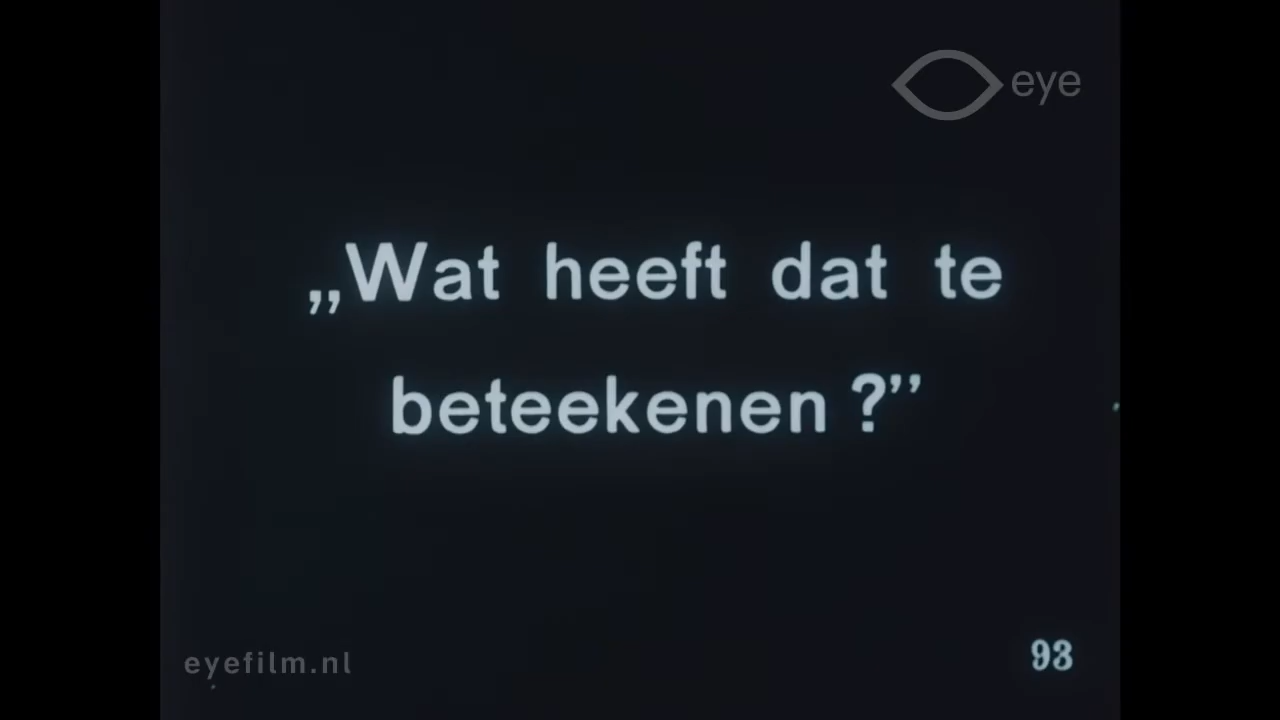 eye
„Wat heeft dat te
beteekenen ?”
eyefilm.nl
93